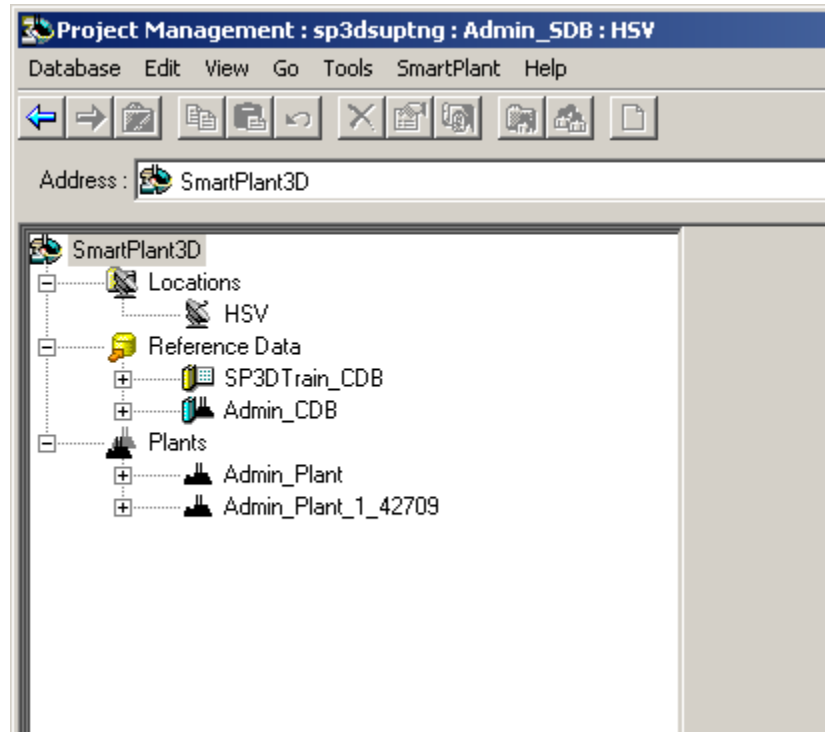 Project Management : sp3dsuptng : Admin_SDB : HSV
Database Edit View Go Tools SmartPlant Help
Address : SmartPlant3D
SmartPlant3D
Locations
HSV
Reference Data
SP3DTrain_CDB
Admin_CDB
Plants
Admin_Plant
Admin_Plant_1_42709